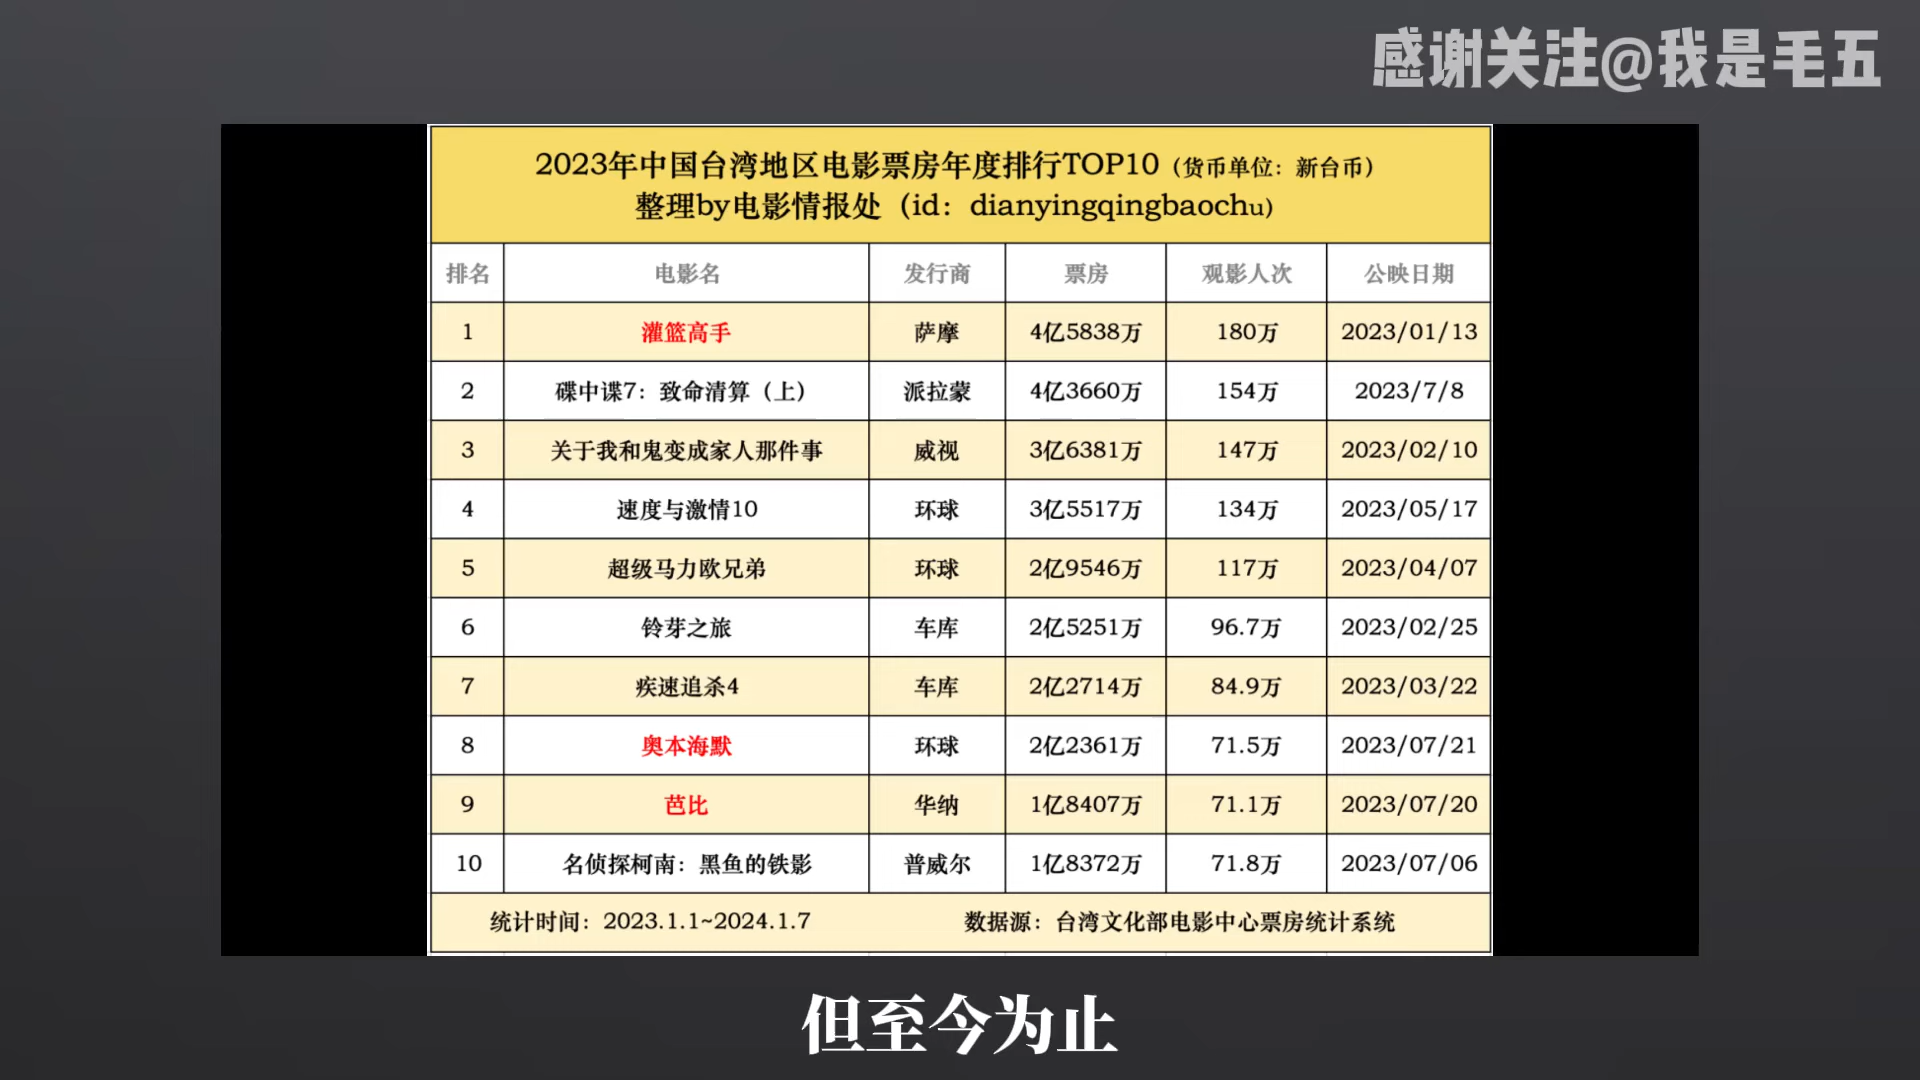 感谢关注@我是毛五
2023年中国台湾地区电影票房年度排行TOP10（货币单位：新台币）
整理by电影情报处（id：dianyingqingbaochu）
排名 电影名 发行商 票房 观影人次 公映日期
1 灌篮高手 萨摩 4亿5838万 180万 2023/01/13
2 碟中谍7：致命清算（上） 派拉蒙 4亿3660万 154万 2023/7/8
3 关于我和鬼变成家人那件事 威视 3亿6381万 147万 2023/02/10
4 速度与激情10 环球 3亿5517万 134万 2023/05/17
5 超级马力欧兄弟 环球 2亿9546万 117万 2023/04/07
6 铃芽之旅 车库 2亿5251万 96.7万 2023/02/25
7 疾速追杀4 车库 2亿2714万 84.9万 2023/03/22
8 奥本海默 环球 2亿2361万 71.5万 2023/07/21
9 芭比 华纳 1亿8407万 71.1万 2023/07/20
10 名侦探柯南：黑鱼的铁影 普威尔 1亿8372万 71.8万 2023/07/06
统计时间：2023.1.1~2024.1.7 数据源：台湾文化部电影中心票房统计系统
但至今为止